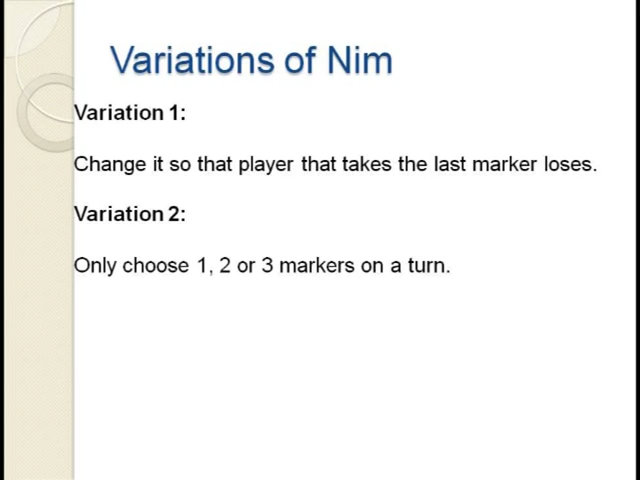 Variations of Nim
Variation 1:
Change it so that player that takes the last marker loses.
Variation 2:
Only choose 1, 2 or 3 markers on a turn.